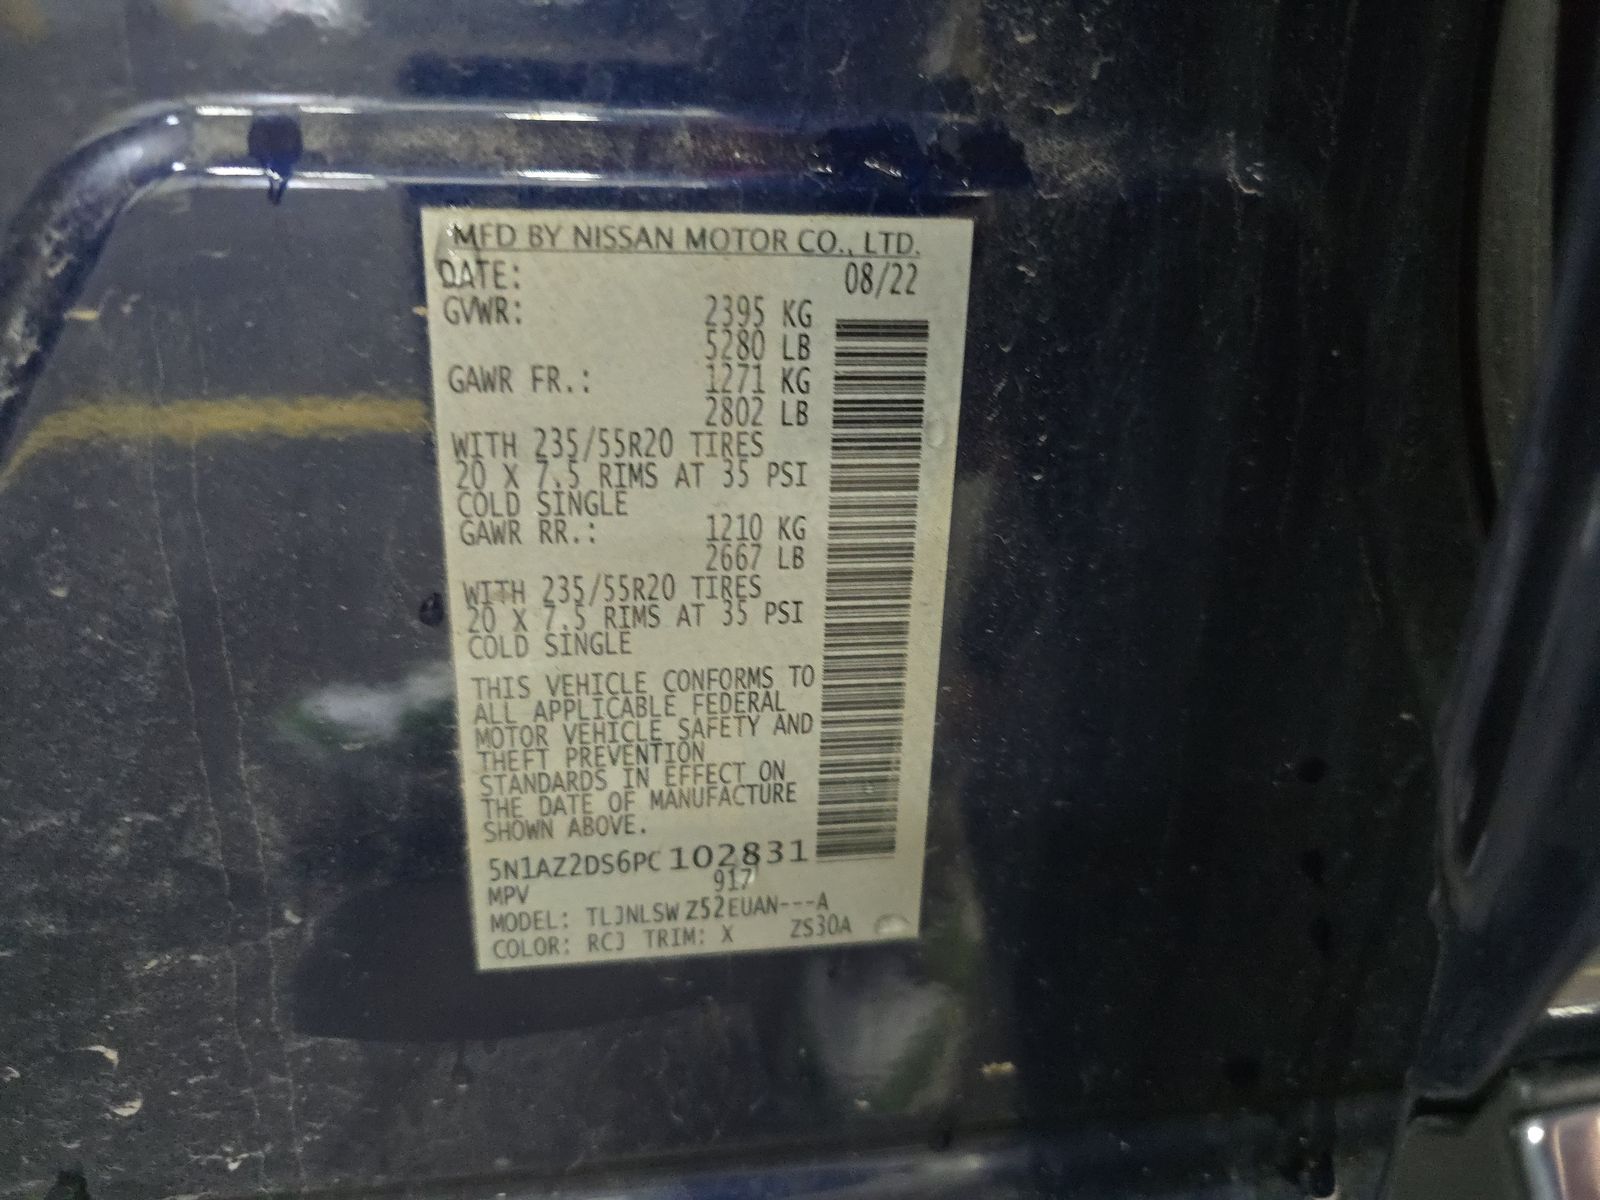 MFD BY NISSAN MOTOR CO., LTD.
DATE: 08/22
GVWR: 2395 KG
5280 LB
GAWR FR.: 1271 KG
2802 LB
WITH 235/55R20 TIRES
20 X 7.5 RIMS AT 35 PSI
COLD SINGLE
GAWR RR.: 1210 KG
2667 LB
WITH 235/55R20 TIRES
20 X 7.5 RIMS AT 35 PSI
COLD SINGLE
THIS VEHICLE CONFORMS TO
ALL APPLICABLE FEDERAL
MOTOR VEHICLE SAFETY AND
THEFT PREVENTION
STANDARDS IN EFFECT ON
THE DATE OF MANUFACTURE
SHOWN ABOVE.
5N1AZ2DS6PC102831
MPV 917
MODEL: TLJNLSWZ52EUAN---A
COLOR: RCJ TRIM: X ZS30A